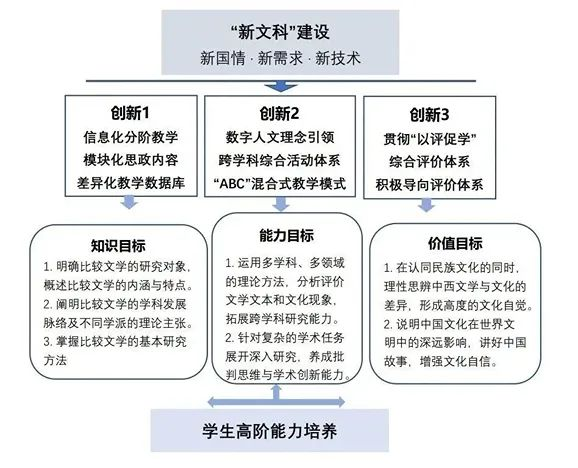 “新文科”建设
新国情·新需求·新技术
创新1
信息化分阶教学
模块化思政内容
差异化教学数据库
创新2
数字人文理念引领
跨学科综合活动体系
“ABC”混合式教学模式
创新3
贯彻“以评促学”
综合评价体系
积极导向评价体系
知识目标
1. 明确比较文学的研究对象，
概述比较文学的内涵与特点。
2. 阐明比较文学的学科发展
脉络及不同学派的理论主张。
3. 掌握比较文学的基本研究
方法
能力目标
1. 运用多学科、多领域
的理论方法，分析评价
文学文本和文化现象，
拓展跨学科研究能力。
2. 针对复杂的学术任务
展开深入研究，养成批
判思维与学术创新能力。
价值目标
1. 在认同民族文化的同时，
理性思辨中西文学与文化的
差异，形成高度的文化自觉。
2. 说明中国文化在世界文
明中的深远影响，讲好中国
故事，增强文化自信。
学生高阶能力培养